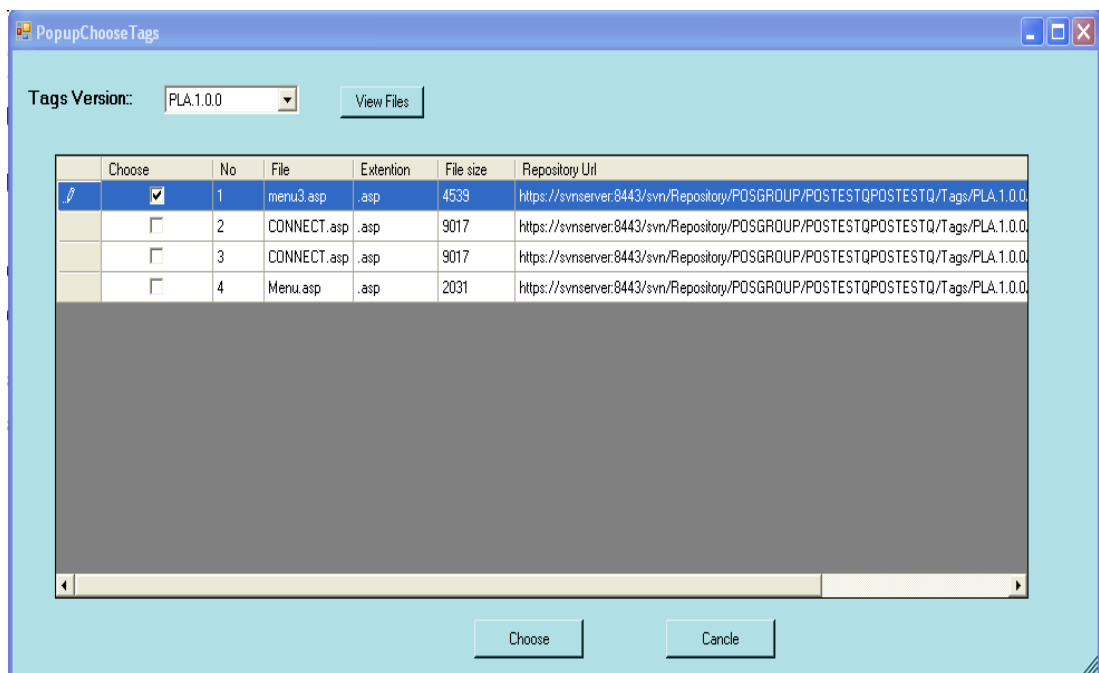 PopupChooseTags
Tags Version:: PLA.1.0.0 View Files
Choose No File Extention File size Repository Url
1 menu3.asp .asp 4539 https://svnserver:8443/svn/Repository/POSGROUP/POSTESTQPOSTESTQ/Tags/PLA.1.0.0.
2 CONNECT.asp .asp 9017 https://svnserver:8443/svn/Repository/POSGROUP/POSTESTQPOSTESTQ/Tags/PLA.1.0.0.
3 CONNECT.asp .asp 9017 https://svnserver:8443/svn/Repository/POSGROUP/POSTESTQPOSTESTQ/Tags/PLA.1.0.0.
4 Menu.asp .asp 2031 https://svnserver:8443/svn/Repository/POSGROUP/POSTESTQPOSTESTQ/Tags/PLA.1.0.0.
Choose Cancle